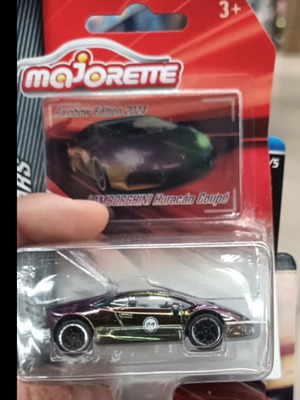 3+
majORETTE
Rainbow Edition 2024
LAMBORGHINI Huracán Coupé